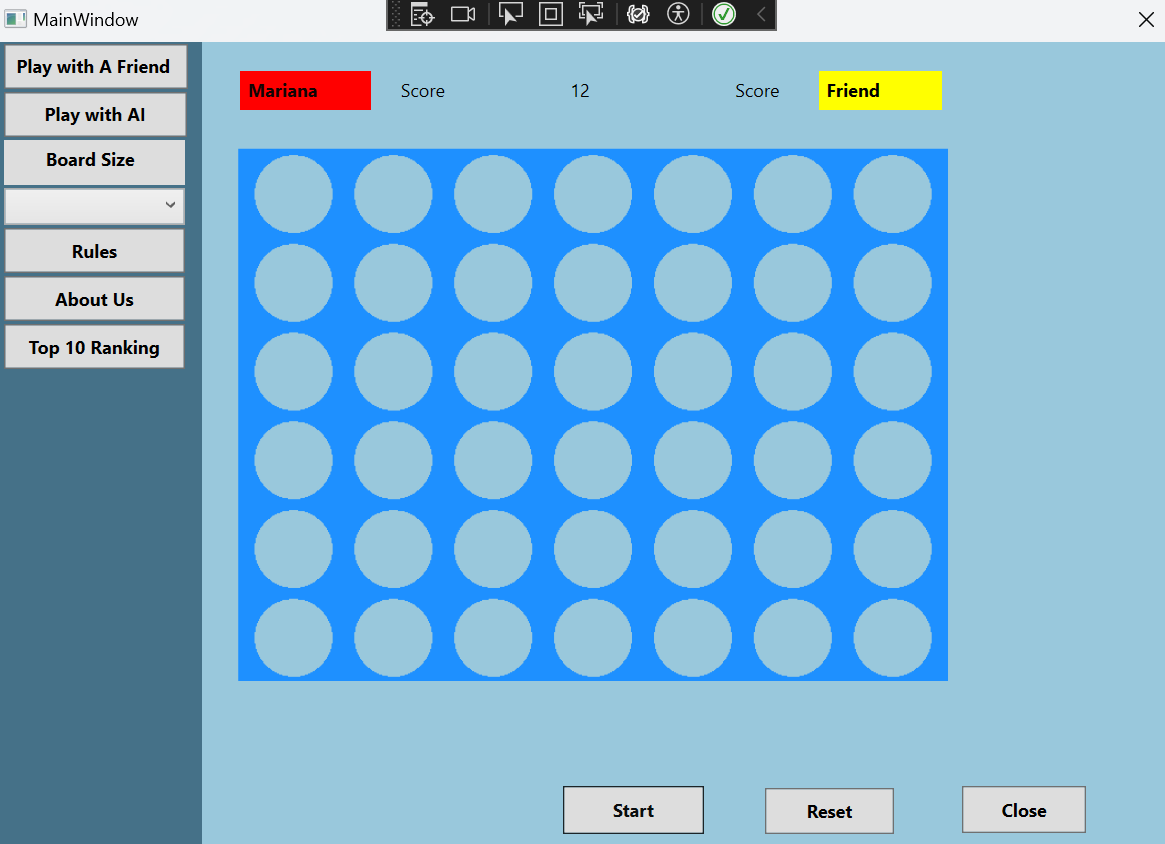 MainWindow
Play with A Friend
Play with AI
Board Size
Rules
About Us
Top 10 Ranking
Mariana Score 12 Score Friend
Start Reset Close